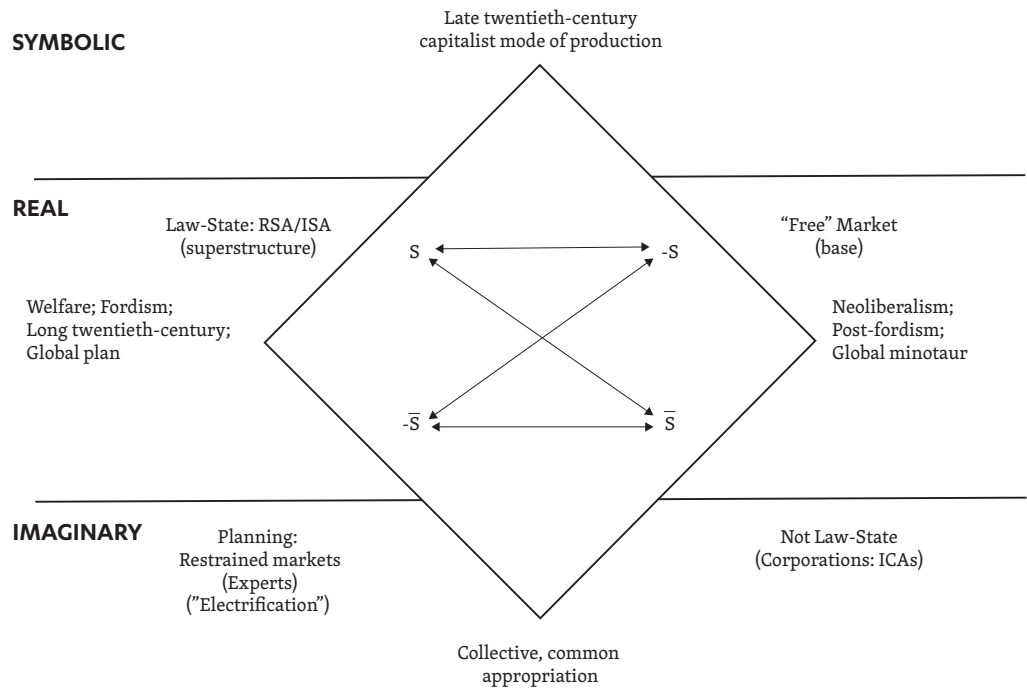 Late twentieth-century
capitalist mode of production
SYMBOLIC
REAL
Law-State: RSA/ISA
(superstructure)
"Free" Market
(base)
S
-S
Welfare; Fordism;
Long twentieth-century;
Global plan
Neoliberalism;
Post-fordism;
Global minotaur
-S̅
S̅
IMAGINARY
Planning:
Restrained markets
(Experts)
("Electrification")
Not Law-State
(Corporations: ICAs)
Collective, common
appropriation